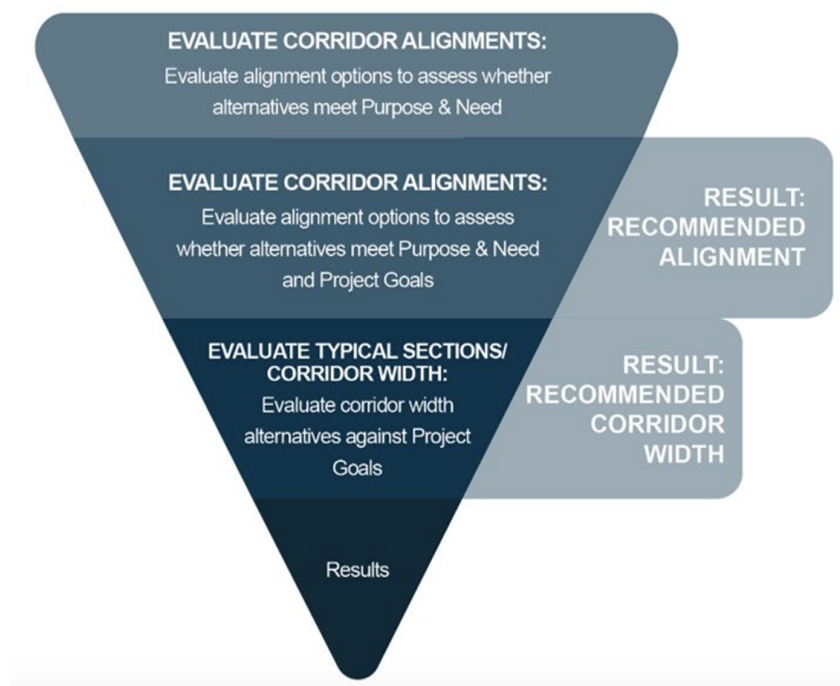 EVALUATE CORRIDOR ALIGNMENTS:
Evaluate alignment options to assess whether
alternatives meet Purpose & Need
EVALUATE CORRIDOR ALIGNMENTS:
Evaluate alignment options to assess
whether alternatives meet Purpose & Need
and Project Goals
RESULT:
RECOMMENDED
ALIGNMENT
EVALUATE TYPICAL SECTIONS/
CORRIDOR WIDTH:
Evaluate corridor width
alternatives against Project
Goals
RESULT:
RECOMMENDED
CORRIDOR
WIDTH
Results